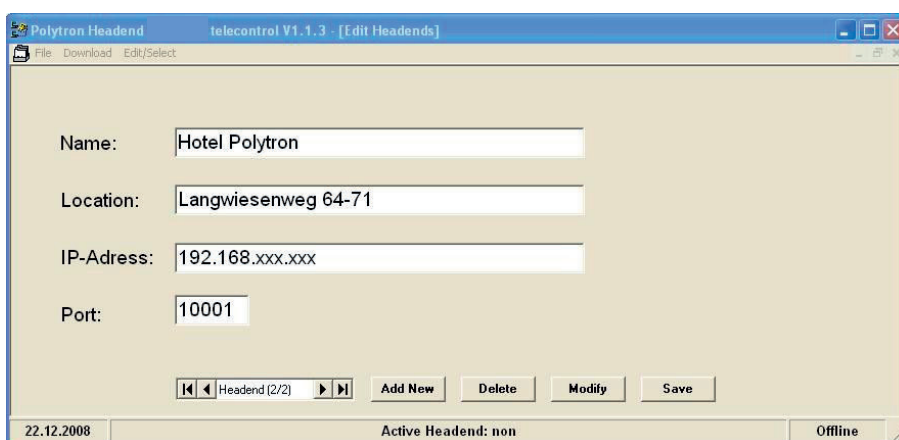 Polytron Headend telecontrol V1.1.3 - [Edit Headends]
File Download Edit/Select
Name: Hotel Polytron
Location: Langwiesenweg 64-71
IP-Adress: 192.168.xxx.xxx
Port: 10001
Headend (2/2) Add New Delete Modify Save
22.12.2008 Active Headend: non Offline